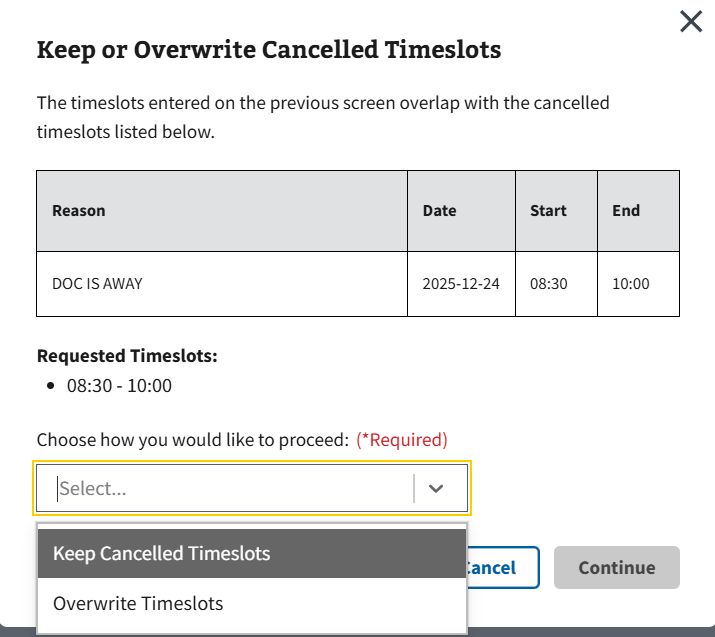 Keep or Overwrite Cancelled Timeslots
The timeslots entered on the previous screen overlap with the cancelled
timeslots listed below.
Reason Date Start End
DOC IS AWAY 2025-12-24 08:30 10:00
Requested Timeslots:
• 08:30 - 10:00
Choose how you would like to proceed: (*Required)
Select...
Keep Cancelled Timeslots
Cancel Continue
Overwrite Timeslots